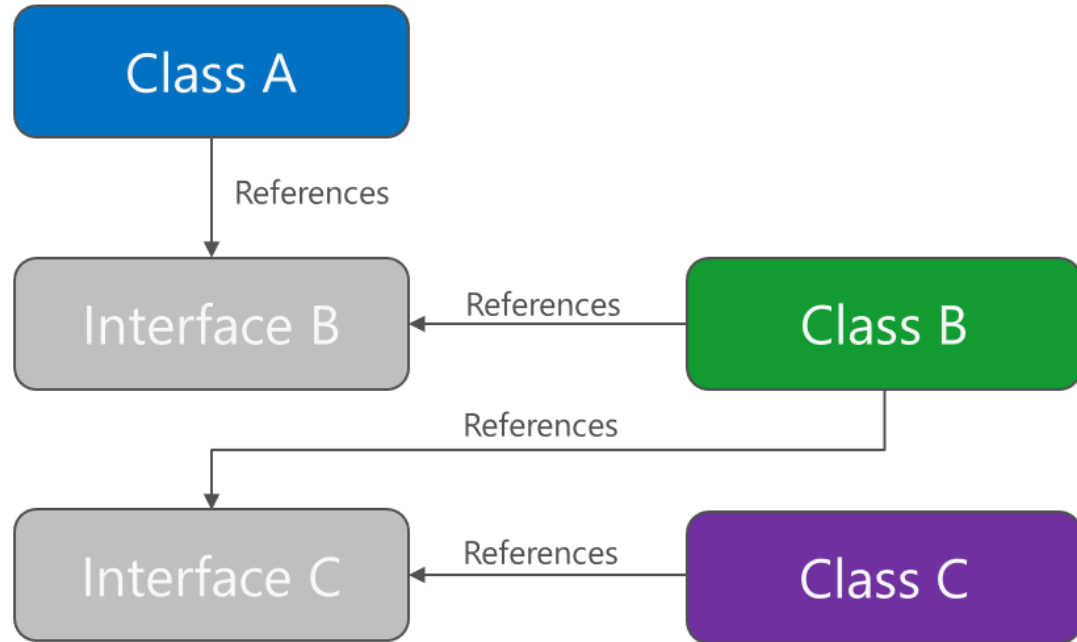 Class A
References
Interface B
References
Class B
References
Interface C
References
Class C